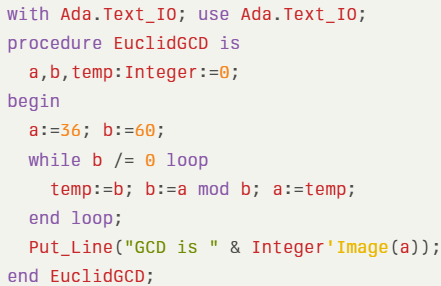 with Ada.Text_IO; use Ada.Text_IO;
procedure EuclidGCD is
  a,b,temp:Integer:=0;
begin
  a:=36; b:=60;
  while b /= 0 loop
    temp:=b; b:=a mod b; a:=temp;
  end loop;
  Put_Line("GCD is " & Integer'Image(a));
end EuclidGCD;